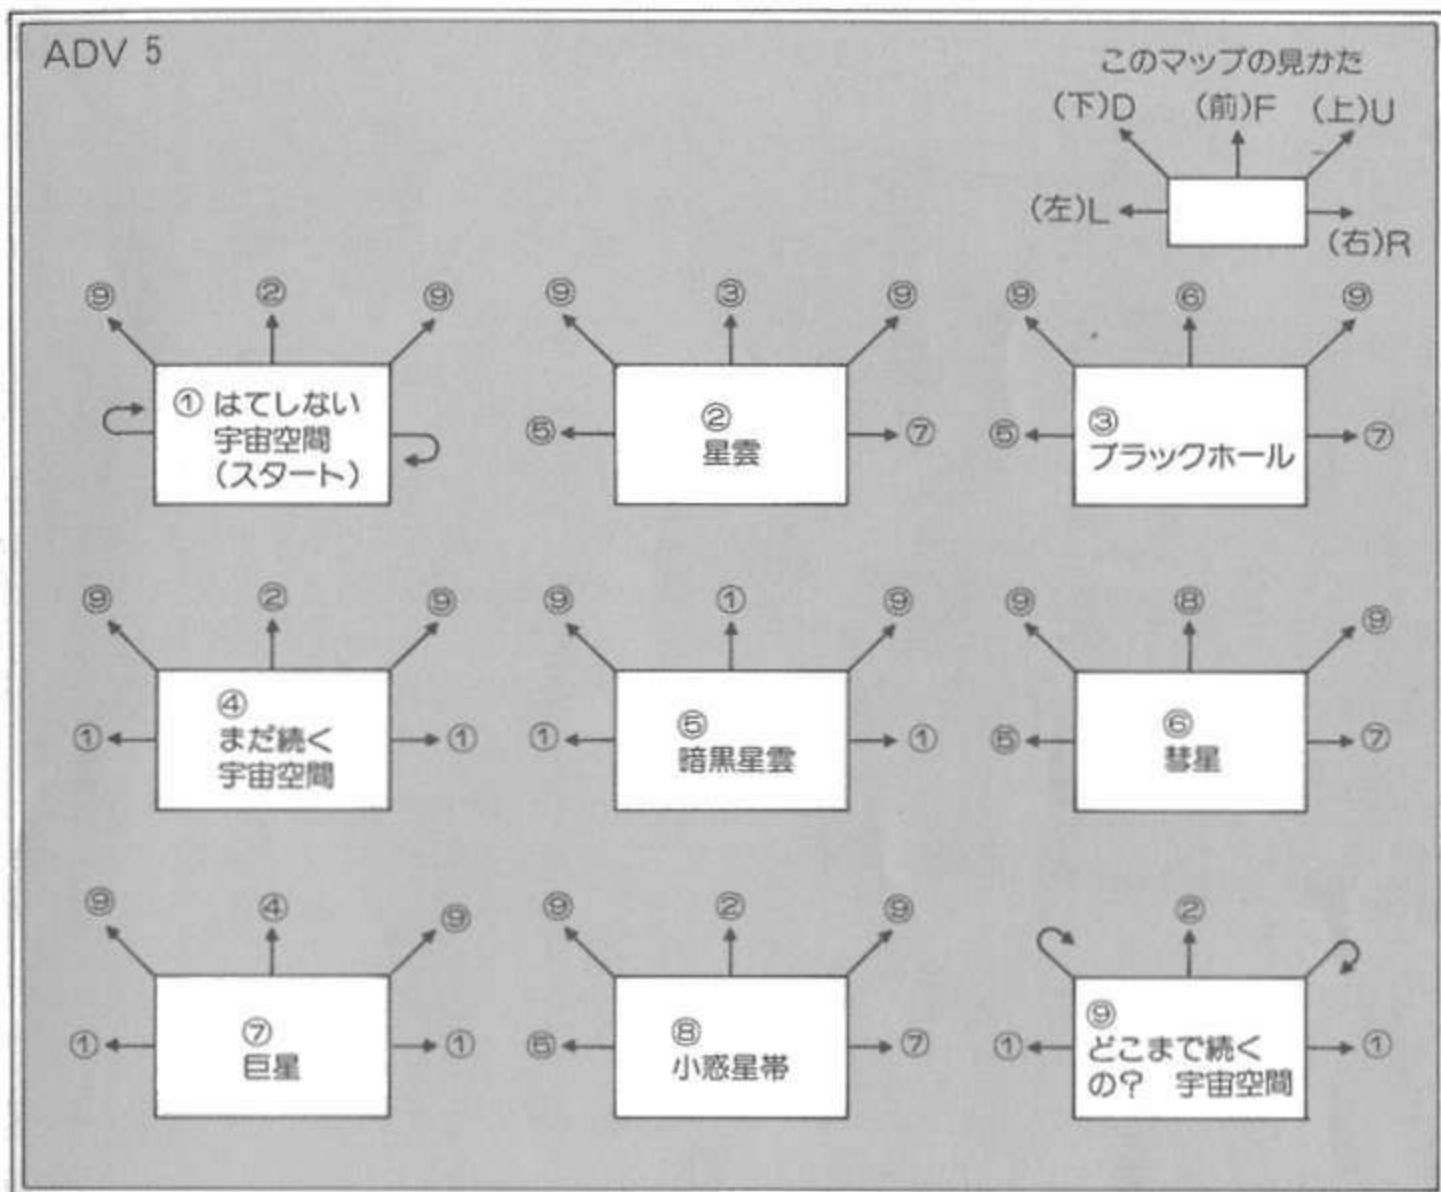 ADV 5
このマップの見かた
(下)D (前)F (上)U
(左)L
(右)R
⑨ ② ⑨
① はてしない
宇宙空間
(スタート)
⑨ ③ ⑨
⑤ ⑦
②
星雲
⑨ ⑥ ⑨
⑤ ⑦
③
ブラックホール
⑨ ② ⑨
① ①
④
まだ続く
宇宙空間
⑨ ① ⑨
① ①
⑤
暗黒星雲
⑨ ⑧ ⑨
⑤ ⑦
⑥
彗星
⑨ ④ ⑨
① ①
⑦
巨星
⑨ ② ⑨
⑤ ⑦
⑧
小惑星帯
②
① ①
⑨
どこまで続く
の? 宇宙空間